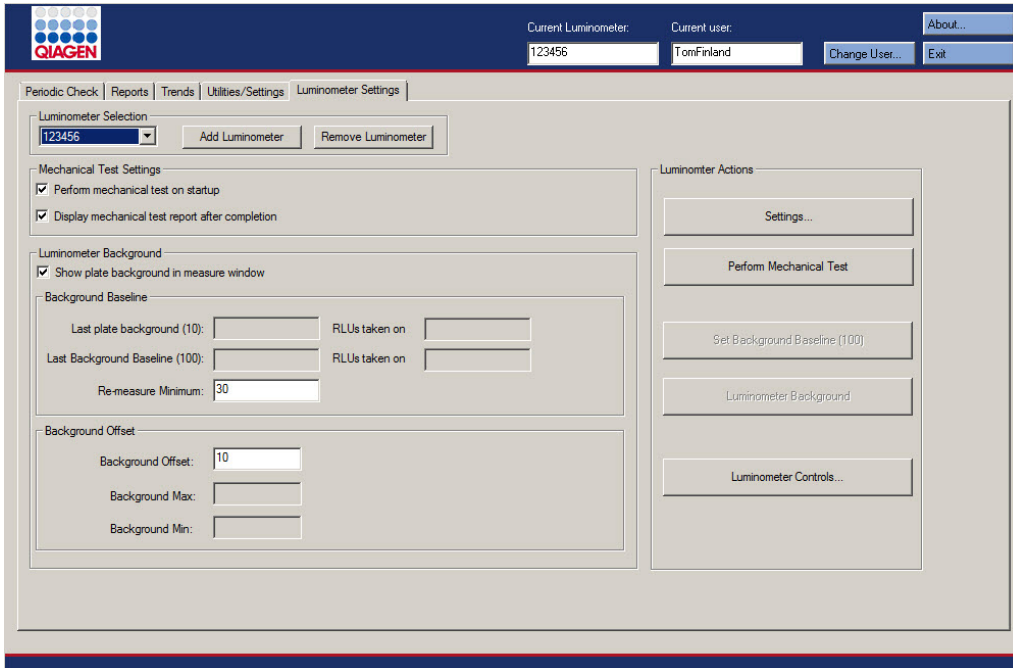 QIAGEN
Current Luminometer:
Current user:
About...
123456
TomFinland
Change User...
Exit
Periodic Check
Reports
Trends
Utilities/Settings
Luminometer Settings
Luminometer Selection
123456
Add Luminometer
Remove Luminometer
Mechanical Test Settings
Perform mechanical test on startup
Display mechanical test report after completion
Luminometer Background
Show plate background in measure window
Background Baseline
Last plate background (10):
RLUs taken on
Last Background Baseline (100):
RLUs taken on
Re-measure Minimum:
30
Background Offset
Background Offset:
10
Background Max:
Background Min:
Luminomter Actions
Settings...
Perform Mechanical Test
Set Background Baseline (100)
Luminometer Background
Luminometer Controls...